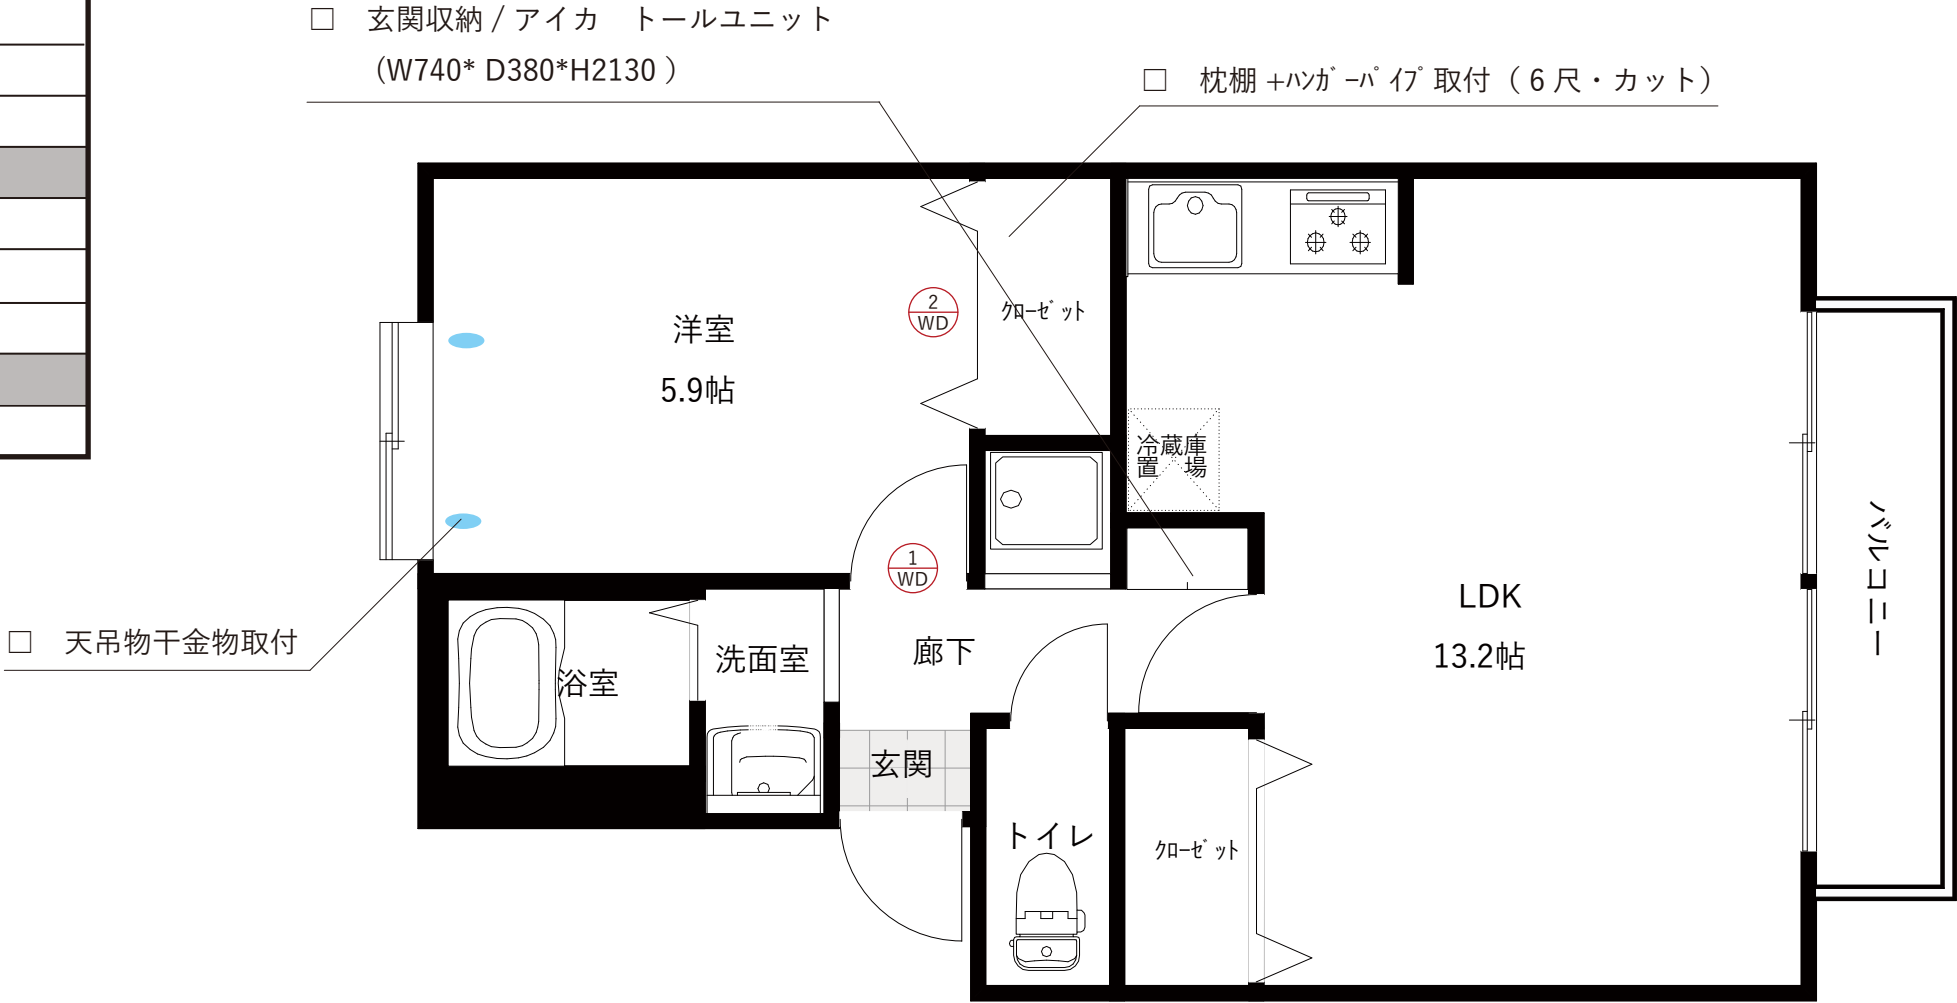 □ 玄関収納 / アイカ トールユニット
（W740* D380*H2130 ）
□ 枕棚 +ﾊﾝｶﾞｰﾊﾟｲﾌﾟ 取付（ 6 尺・カット）
洋室
5.9帖
2
WD
ｸﾛｰｾﾞｯﾄ
冷蔵庫
置 場
1
WD
LDK
13.2帖
バルコニー
□ 天吊物干金物取付
浴室
洗面室
廊下
玄関
トイレ
ｸﾛｰｾﾞｯﾄ